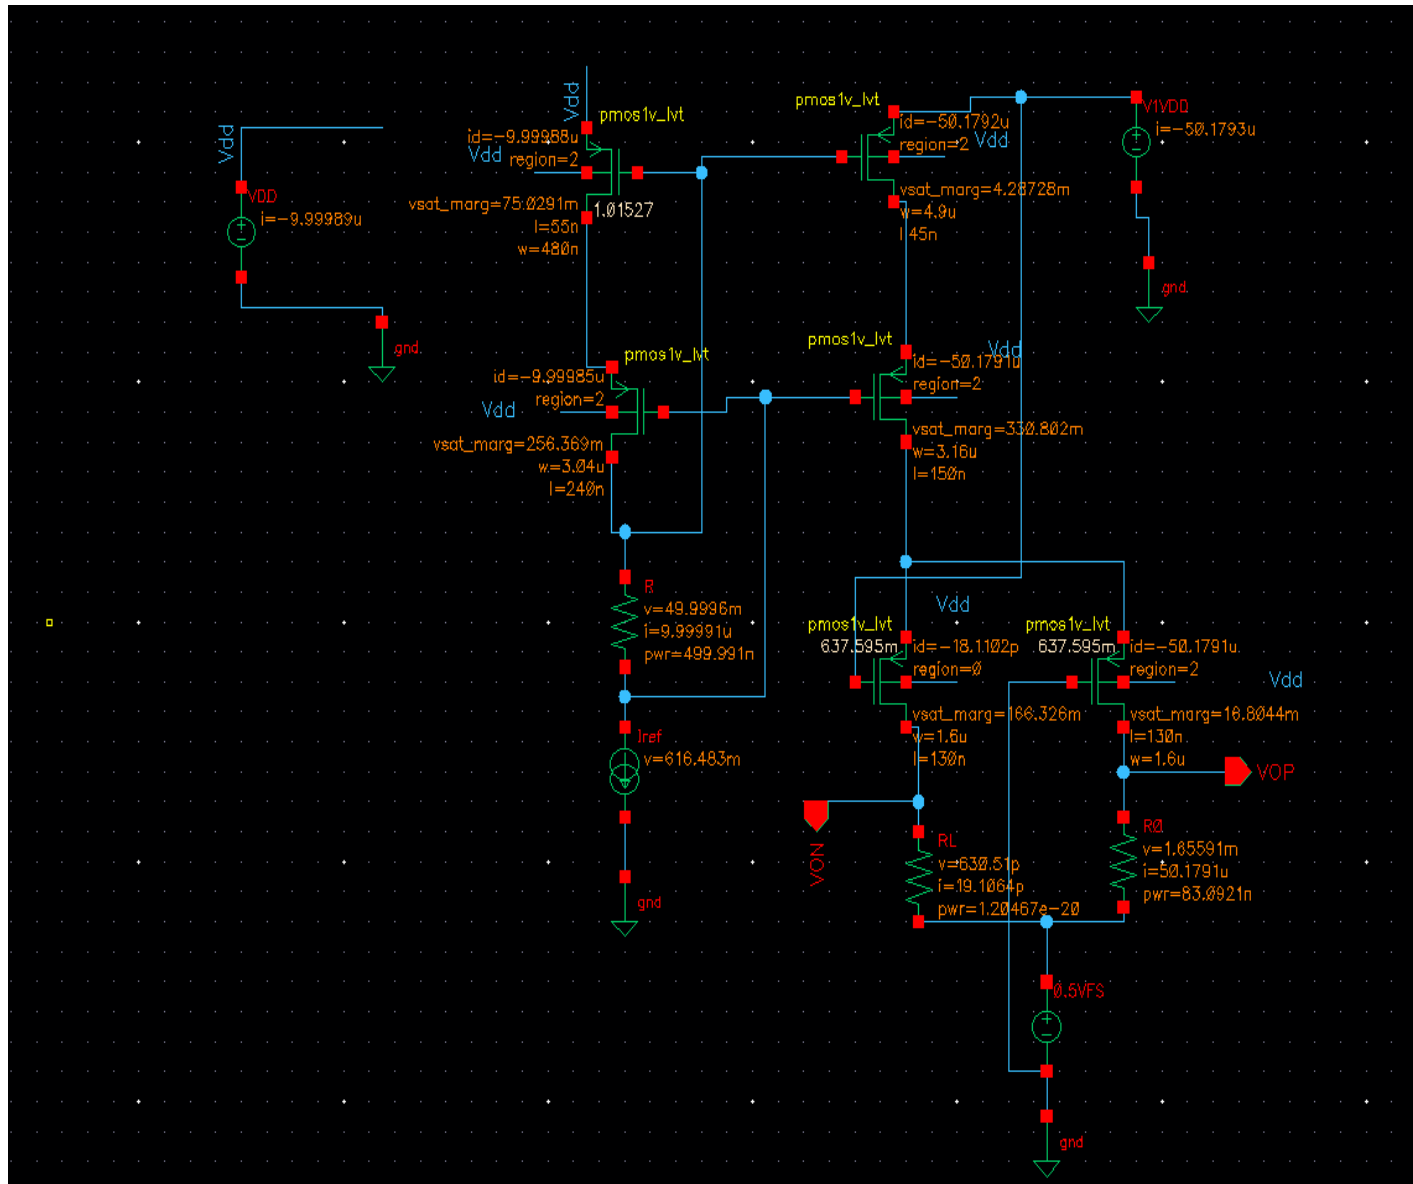 Vdd
VDD
i=-9.99989u
gnd
Vdd
pmos1v_lvt
id=-9.99988u
Vdd
region=2
vsat_marg=75.0291m
1.01527
l=55n
w=480n
pmos1v_lvt
id=-50.1792u
region=2
Vdd
vsat_marg=4.28728m
w=4.9u
l=45n
V1VDD
i=-50.1793u
gnd
pmos1v_lvt
id=-9.99985u
region=2
Vdd
vsat_marg=256.369m
w=3.04u
l=240n
pmos1v_lvt
Vdd
id=-50.1791u
region=2
vsat_marg=330.802m
w=3.16u
l=150n
R
v=49.9996m
i=9.99991u
pwr=499.991n
Iref
v=616.483m
gnd
Vdd
pmos1v_lvt
637.595m
id=-18.1102p
region=0
vsat_marg=166.326m
w=1.6u
l=130n
pmos1v_lvt
637.595m
id=-50.1791u
region=2
Vdd
vsat_marg=16.8044m
l=130n
w=1.6u
VOP
VON
RL
v=630.51p
i=19.1064p
pwr=1.20467e-20
R0
v=1.65591m
i=50.1791u
pwr=83.0921n
0.5VFS
gnd